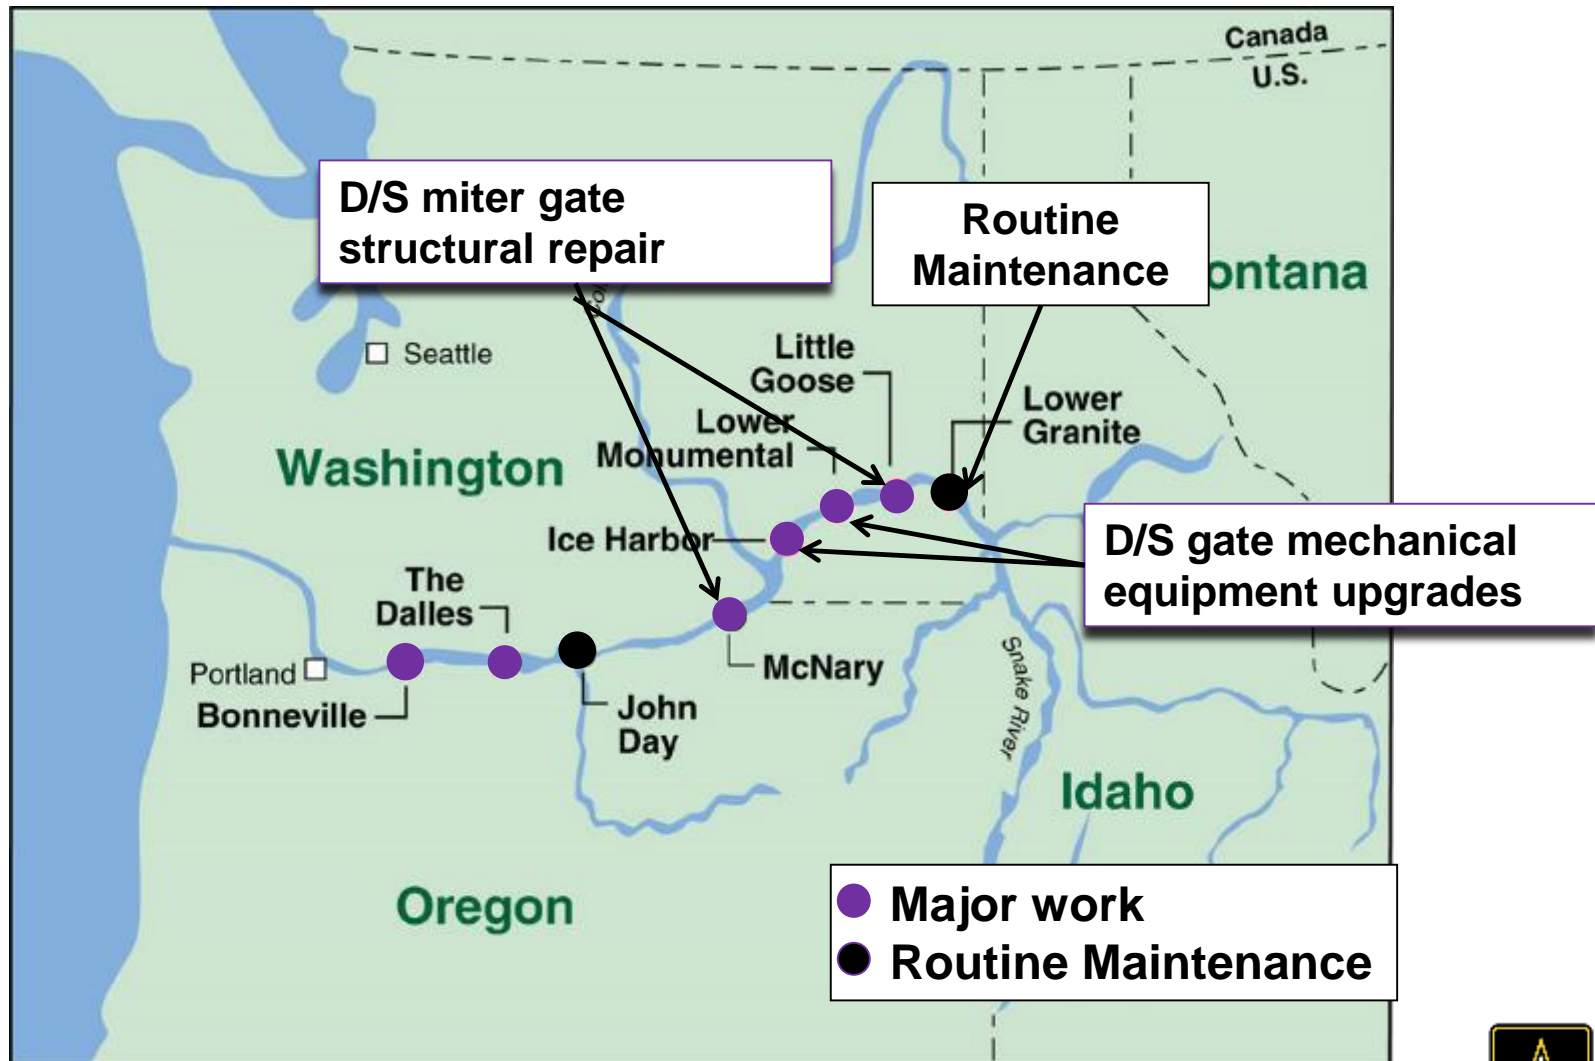 Canada
U.S.
D/S miter gate
structural repair
Routine
Maintenance
ontana
Seattle
Little
Goose
Lower
Monumental
Lower
Granite
Washington
Ice Harbor
D/S gate mechanical
equipment upgrades
The
Dalles
Portland
Bonneville
McNary
John
Day
Snake River
Idaho
Oregon
Major work
Routine Maintenance